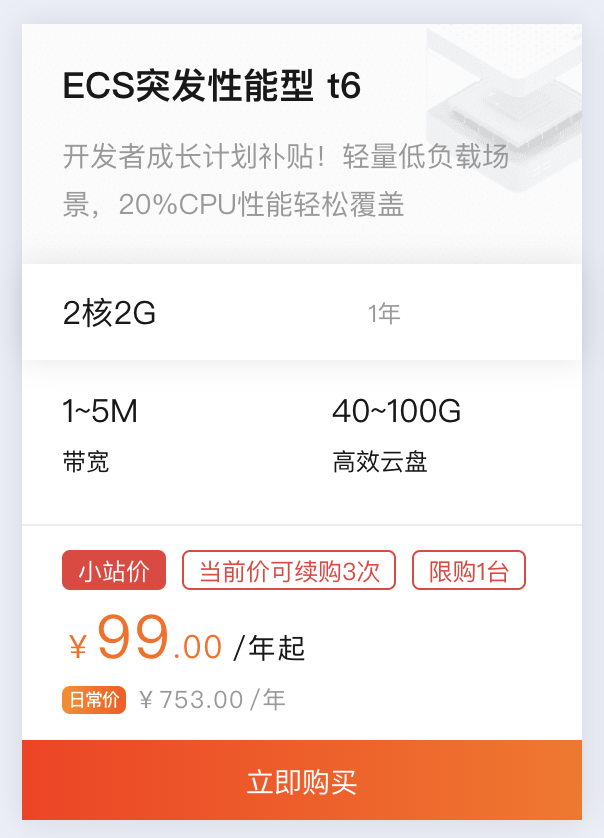 ECS突发性能型 t6
开发者成长计划补贴！轻量低负载场
景，20%CPU性能轻松覆盖
2核2G 1年
1~5M 40~100G
带宽 高效云盘
小站价 当前价可续购3次 限购1台
¥99.00 /年起
日常价 ¥753.00/年
立即购买